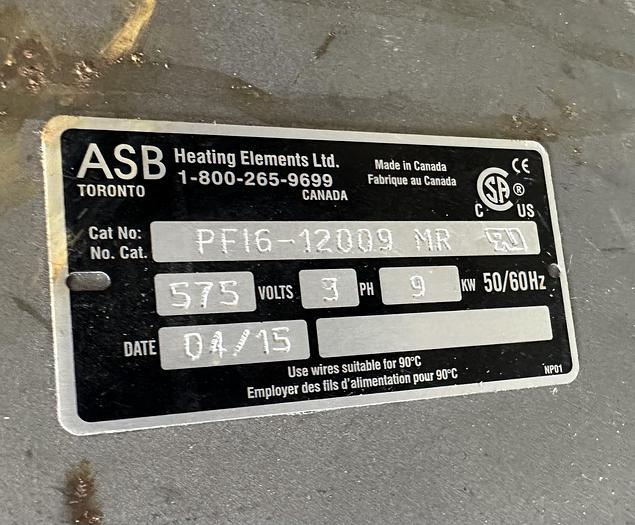 ASB Heating Elements Ltd.
TORONTO 1-800-265-9699
CANADA
Made in Canada
Fabrique au Canada
CE
CSA ®
C US
Cat No:
No. Cat.
PF16-12009 MR RU
575 VOLTS 3 PH 9 KW 50/60Hz
DATE 04/15
Use wires suitable for 90°C
Employer des fils d'alimentation pour 90°C
NP01